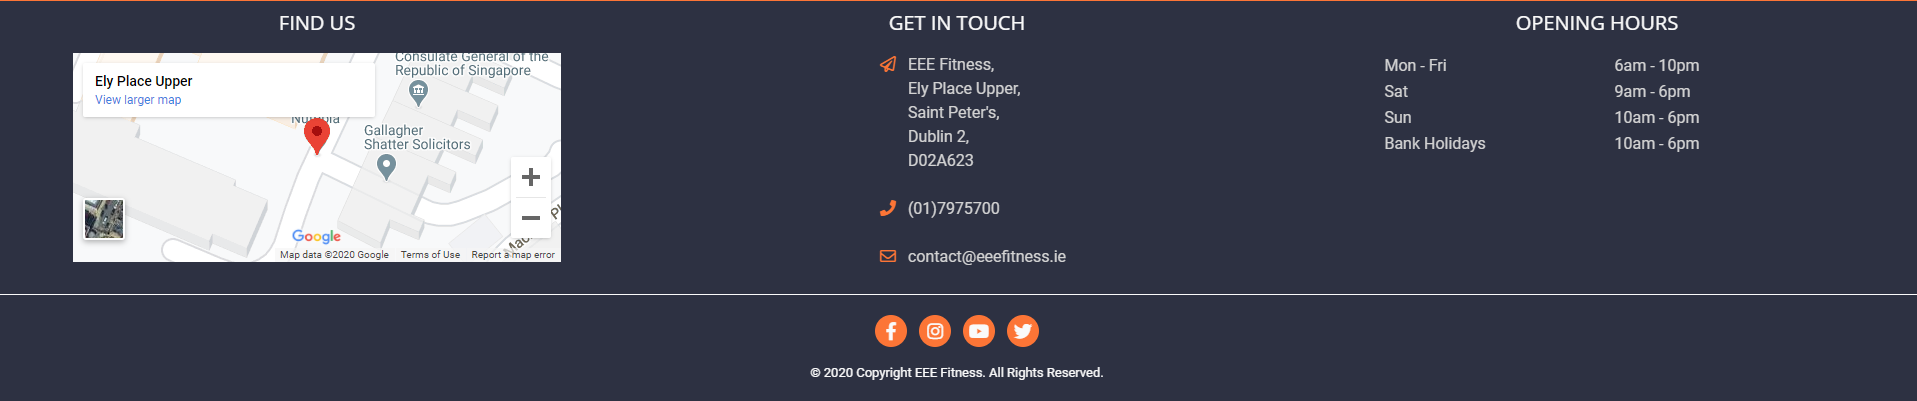 FIND US
Ely Place Upper
View larger map
Consulate General of the
Republic of Singapore
Gallagher
Shatter Solicitors
Google
Map data ©2020 Google Terms of Use Report a map error
GET IN TOUCH
EEE Fitness,
Ely Place Upper,
Saint Peter's,
Dublin 2,
D02A623
(01)7975700
contact@eeefitness.ie
OPENING HOURS
Mon - Fri 6am - 10pm
Sat 9am - 6pm
Sun 10am - 6pm
Bank Holidays 10am - 6pm
© 2020 Copyright EEE Fitness. All Rights Reserved.